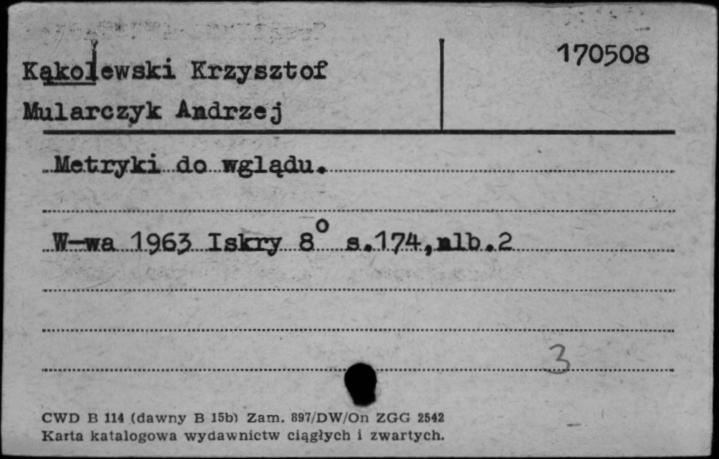 170508
Kąkolewski Krzysztof
Mularczyk Andrzej
Metryki do wglądu.
W-wa 1963 Iskry 8° s.174,nlb.2
3
CWD B 114 (dawny B 15b) Zam. 897/DW/On ZGG 2542
Karta katalogowa wydawnictw ciągłych i zwartych.